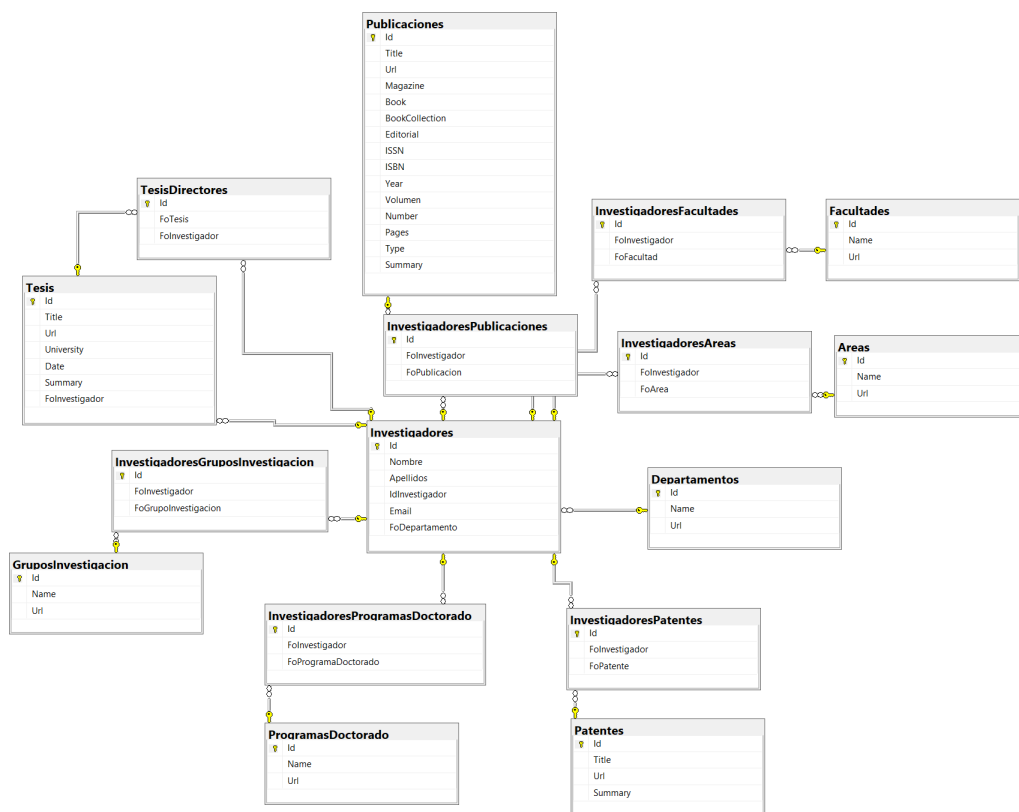 Publicaciones
Id
Title
Url
Magazine
Book
BookCollection
Editorial
ISSN
ISBN
Year
Volumen
Number
Pages
Type
Summary
TesisDirectores
Id
FoTesis
FoInvestigador
InvestigadoresFacultades
Id
FoInvestigador
FoFacultad
Facultades
Id
Name
Url
Tesis
Id
Title
Url
University
Date
Summary
FoInvestigador
InvestigadoresPublicaciones
Id
FoInvestigador
FoPublicacion
InvestigadoresAreas
Id
FoInvestigador
FoArea
Areas
Id
Name
Url
Investigadores
Id
Nombre
Apellidos
IdInvestigador
Email
FoDepartamento
InvestigadoresGruposInvestigacion
Id
FoInvestigador
FoGrupoInvestigacion
Departamentos
Id
Name
Url
GruposInvestigacion
Id
Name
Url
InvestigadoresProgramasDoctorado
Id
FoInvestigador
FoProgramaDoctorado
InvestigadoresPatentes
Id
FoInvestigador
FoPatente
ProgramasDoctorado
Id
Name
Url
Patentes
Id
Title
Url
Summary